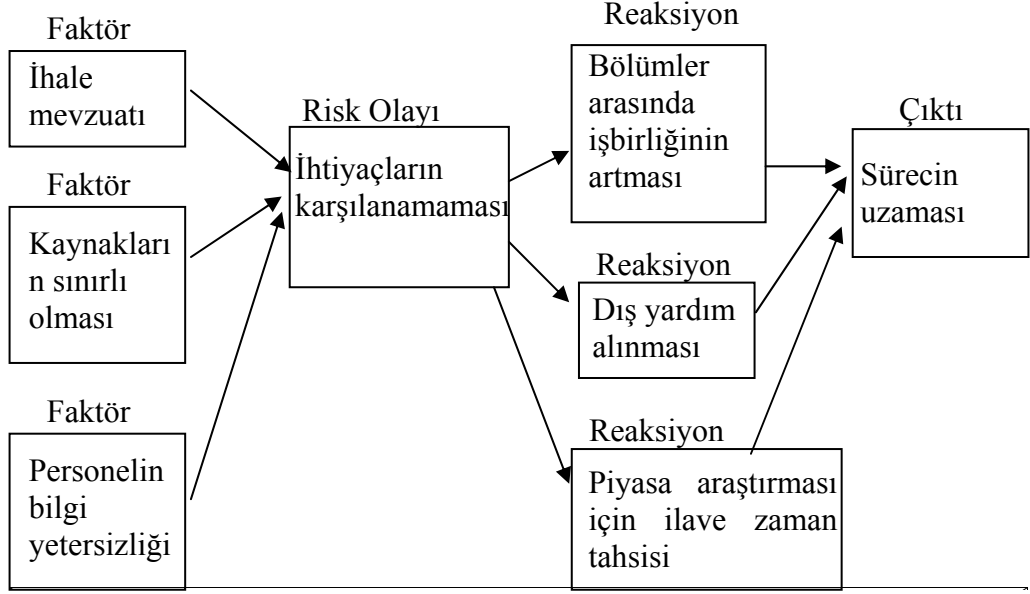 Faktör
İhale
mevzuatı
Faktör
Kaynakları
n sınırlı
olması
Faktör
Personelin
bilgi
yetersizliği
Risk Olayı
İhtiyaçların
karşılanamaması
Reaksiyon
Bölümler
arasında
işbirliğinin
artması
Reaksiyon
Dış yardım
alınması
Reaksiyon
Piyasa araştırması
için ilave zaman
tahsisi
Çıktı
Sürecin
uzaması